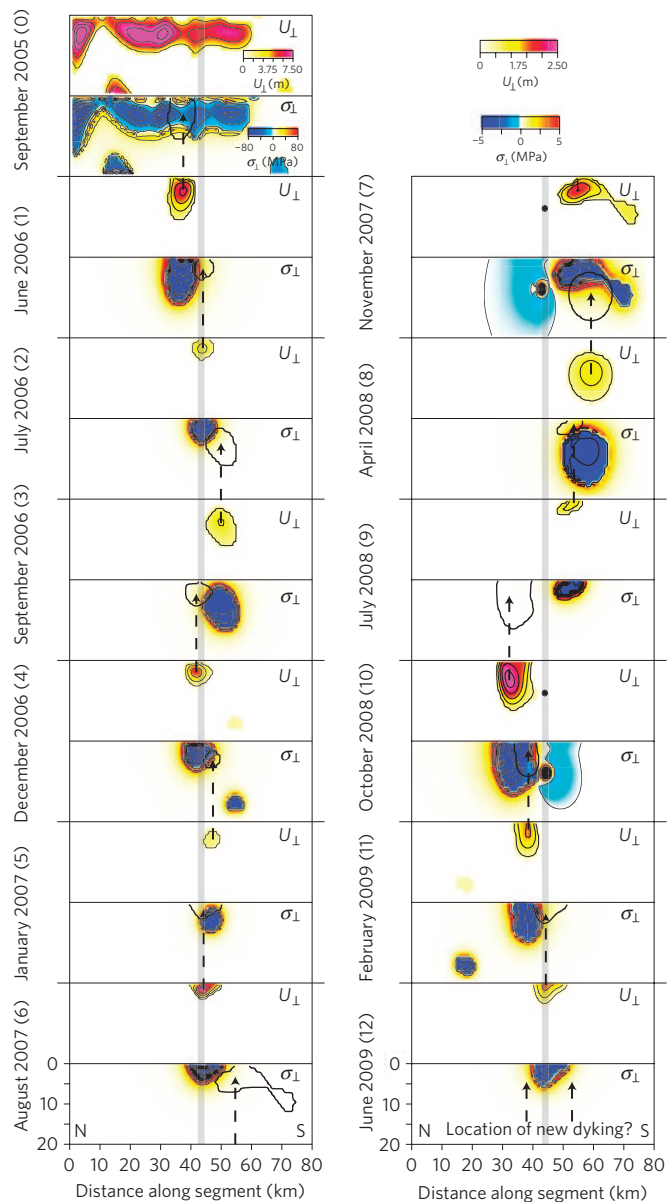 September 2005 (0)
U⊥
0 3.75 7.50
U⊥(m)
σ⊥
−80 0 80
σ⊥(MPa)
June 2006 (1)
U⊥
σ⊥
July 2006 (2)
U⊥
σ⊥
September 2006 (3)
U⊥
σ⊥
December 2006 (4)
U⊥
σ⊥
January 2007 (5)
U⊥
σ⊥
August 2007 (6)
U⊥
σ⊥
0
10
20
N S
0 10 20 30 40 50 60 70 80
Distance along segment (km)
0 1.75 2.50
U⊥(m)
−5 0 5
σ⊥(MPa)
November 2007 (7)
U⊥
σ⊥
April 2008 (8)
U⊥
σ⊥
July 2008 (9)
U⊥
σ⊥
October 2008 (10)
U⊥
σ⊥
February 2009 (11)
U⊥
σ⊥
June 2009 (12)
U⊥
σ⊥
0
10
20
N Location of new dyking? S
0 10 20 30 40 50 60 70 80
Distance along segment (km)